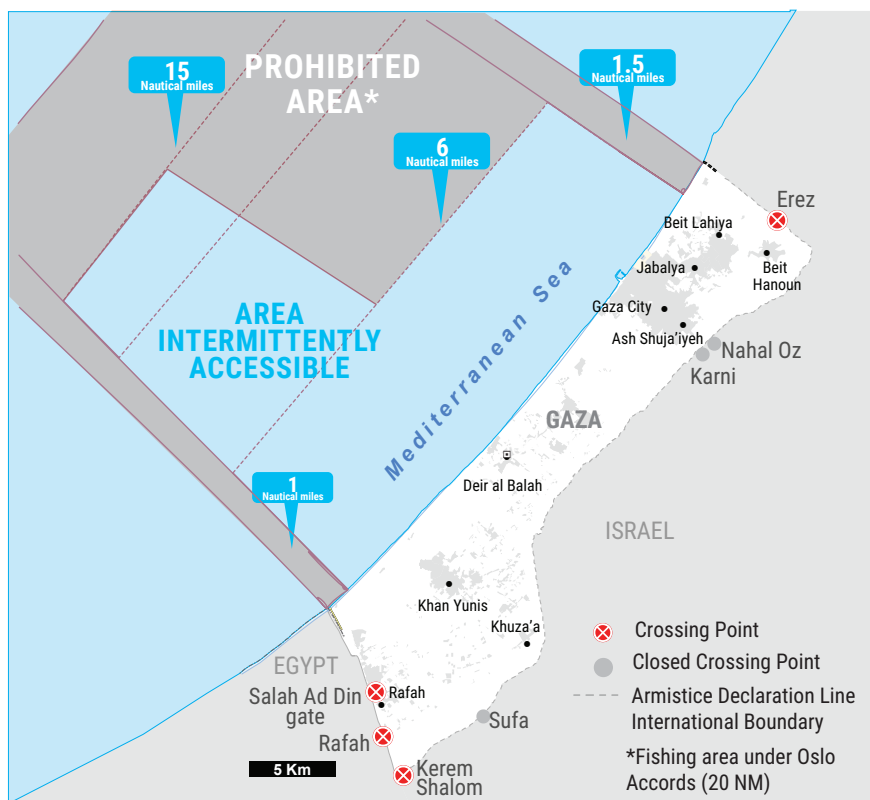 PROHIBITED
AREA*
15
Nautical miles
1.5
Nautical miles
6
Nautical miles
Erez
Beit Lahiya
Jabalya
Beit
Hanoun
Gaza City
Ash Shuja'iyeh
Nahal Oz
Karni
AREA
INTERMITTENTLY
ACCESSIBLE
Mediterranean Sea
GAZA
Deir al Balah
1
Nautical miles
ISRAEL
Khan Yunis
Khuza'a
EGYPT
Salah Ad Din
gate
Rafah
Rafah
Sufa
Kerem
Shalom
5 Km
Crossing Point
Closed Crossing Point
Armistice Declaration Line
International Boundary
*Fishing area under Oslo
Accords (20 NM)